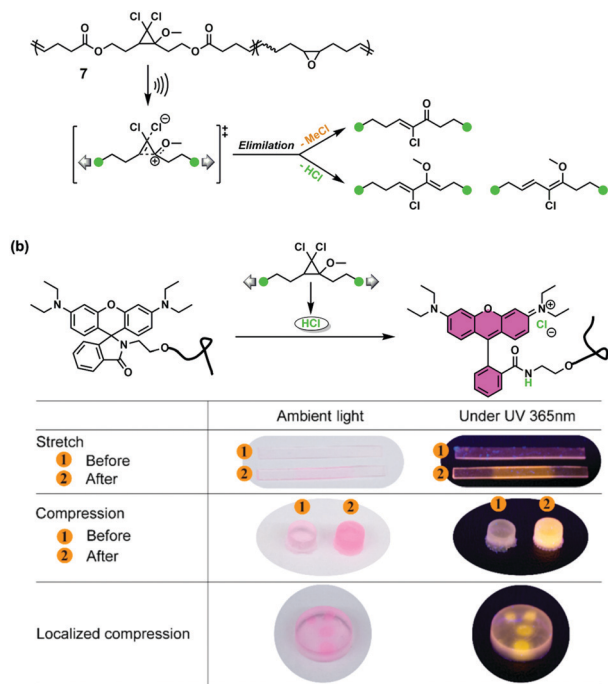 Cl Cl
O O
O O
O
7 O
Cl Cl ⊖ ‡
O
⊕
Elimilation
- MeCl
- HCl
O
Cl
O
Cl
O
Cl
(b)
Cl Cl
O
HCl
N O N
N O
O
O N ⊕
Cl
⊖
O
N
H
O
Ambient light Under UV 365nm
Stretch
1 Before
2 After
1
2
1
2
Compression
1 Before
2 After
1 2
1 2
Localized compression